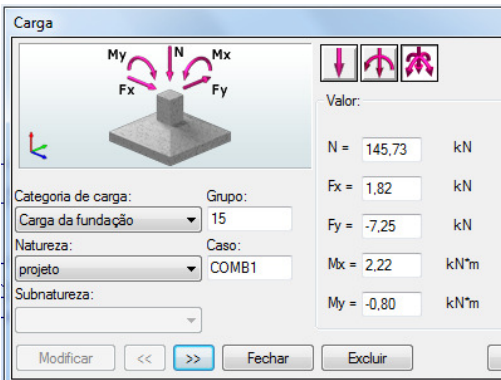 Carga
My N Mx
Fx Fy
Valor:
N = 145,73 kN
Fx = 1,82 kN
Fy = -7,25 kN
Mx = 2,22 kN*m
My = -0,80 kN*m
Categoria de carga: Grupo:
Carga da fundação 15
Natureza: Caso:
projeto COMB1
Subnatureza:
Modificar << >> Fechar Excluir